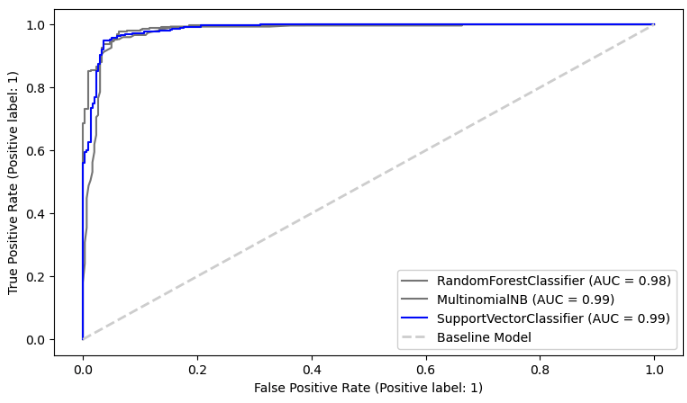 1.0
0.8
0.6
0.4
0.2
0.0
True Positive Rate (Positive label: 1)
RandomForestClassifier (AUC = 0.98)
MultinomialNB (AUC = 0.99)
SupportVectorClassifier (AUC = 0.99)
Baseline Model
0.0 0.2 0.4 0.6 0.8 1.0
False Positive Rate (Positive label: 1)